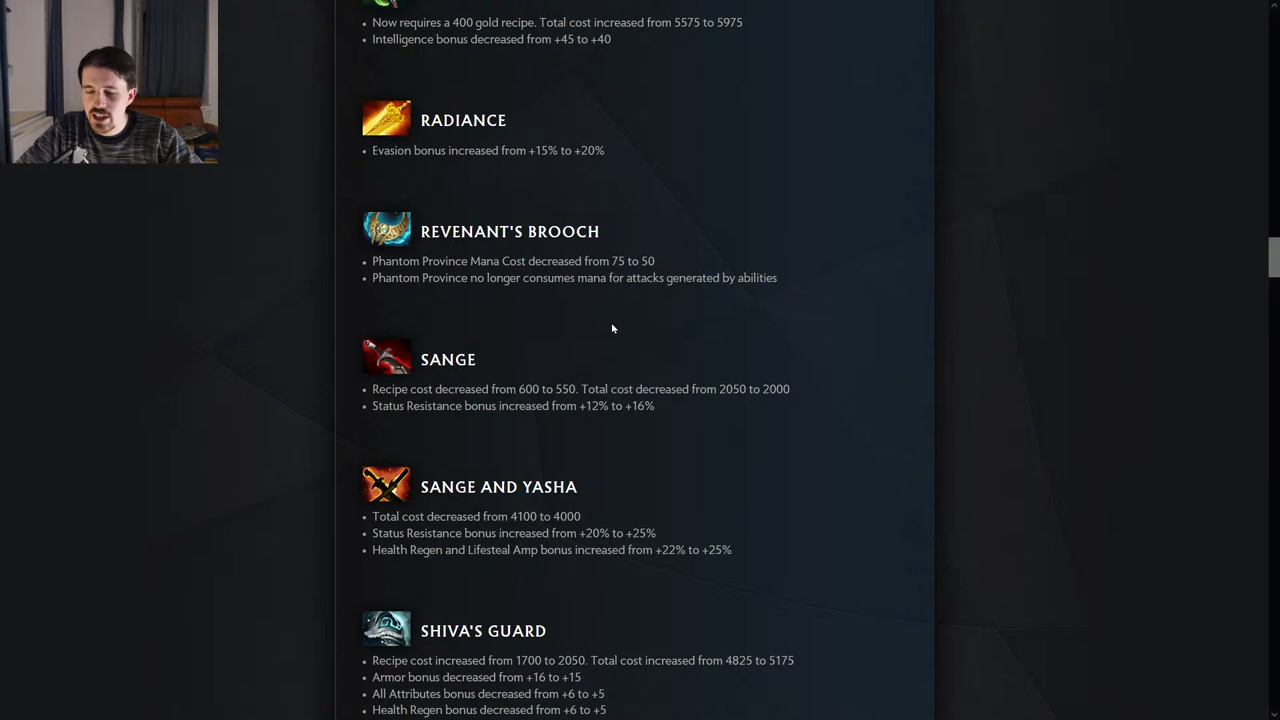 Now requires a 400 gold recipe. Total cost increased from 5575 to 5975
Intelligence bonus decreased from +45 to +40
RADIANCE
Evasion bonus increased from +15% to +20%
REVENANT'S BROOCH
Phantom Province Mana Cost decreased from 75 to 50
Phantom Province no longer consumes mana for attacks generated by abilities
SANGE
Recipe cost decreased from 600 to 550. Total cost decreased from 2050 to 2000
Status Resistance bonus increased from +12% to +16%
SANGE AND YASHA
Total cost decreased from 4100 to 4000
Status Resistance bonus increased from +20% to +25%
Health Regen and Lifesteal Amp bonus increased from +22% to +25%
SHIVA'S GUARD
Recipe cost increased from 1700 to 2050. Total cost increased from 4825 to 5175
Armor bonus decreased from +16 to +15
All Attributes bonus decreased from +6 to +5
Health Regen bonus decreased from +6 to +5